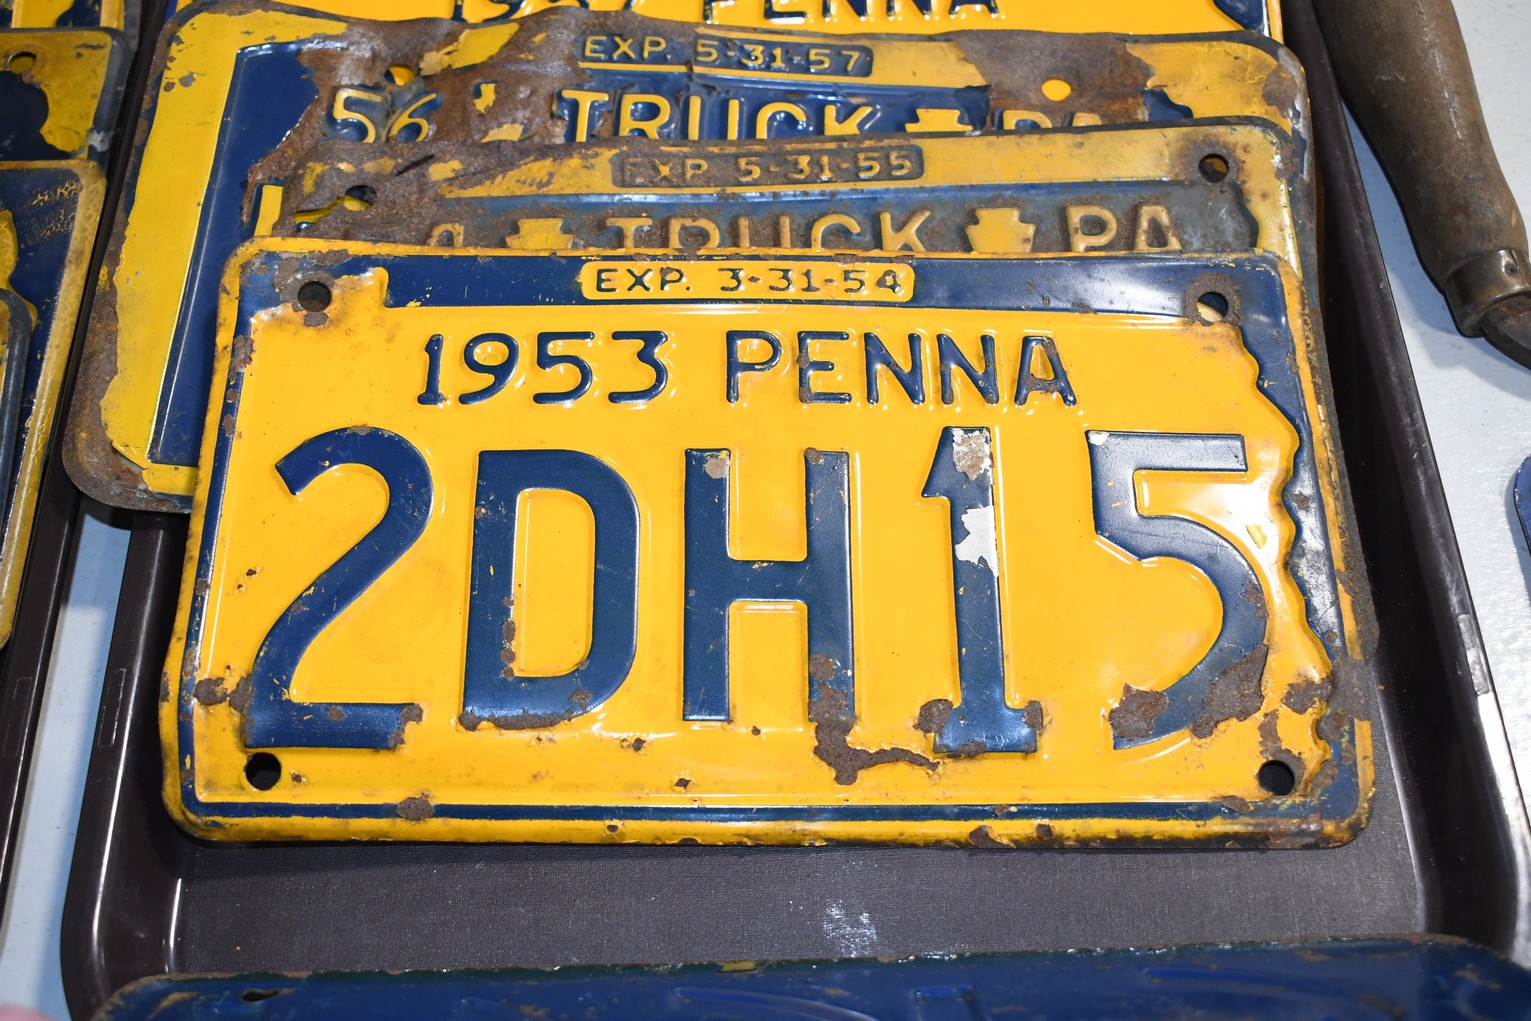 PENNA
EXP. 5-31-57
56 TRUCK PA
EXP. 5-31-55
TRUCK PA
EXP. 3-31-54
1953 PENNA
2DH15